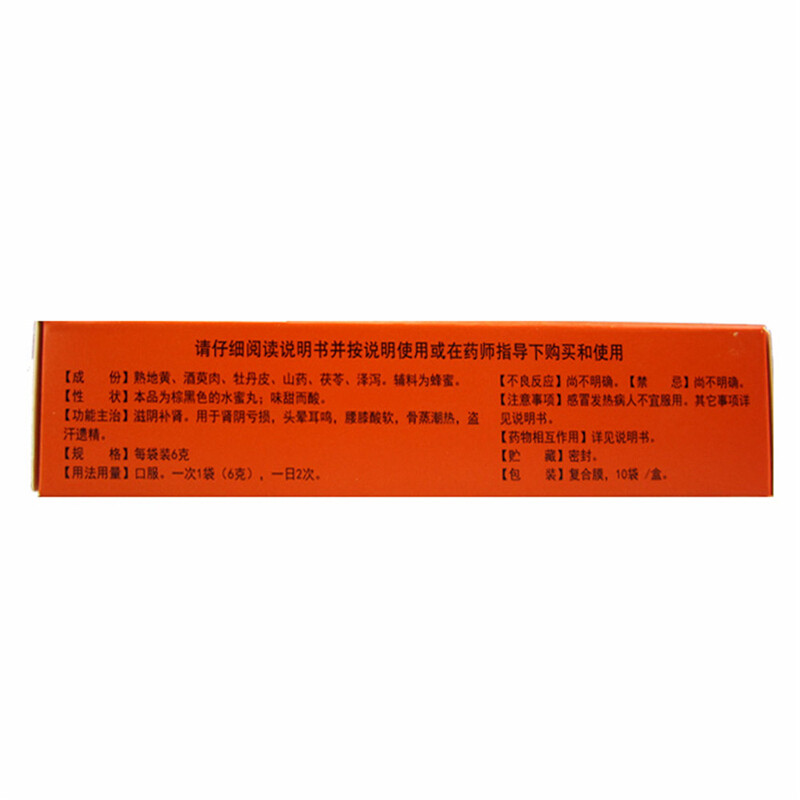 请仔细阅读说明书并按说明使用或在药师指导下购买和使用
【成 份】熟地黄、酒萸肉、牡丹皮、山药、茯苓、泽泻。辅料为蜂蜜。
【性 状】本品为棕黑色的水蜜丸；味甜而酸。
【功能主治】滋阴补肾。用于肾阴亏损，头晕耳鸣，腰膝酸软，骨蒸潮热，盗
汗遗精。
【规 格】每袋装6克
【用法用量】口服。一次1袋（6克），一日2次。
【不良反应】尚不明确。【禁 忌】尚不明确。
【注意事项】感冒发热病人不宜服用。其它事项详
见说明书。
【药物相互作用】详见说明书。
【贮 藏】密封。
【包 装】复合膜，10袋 /盒。